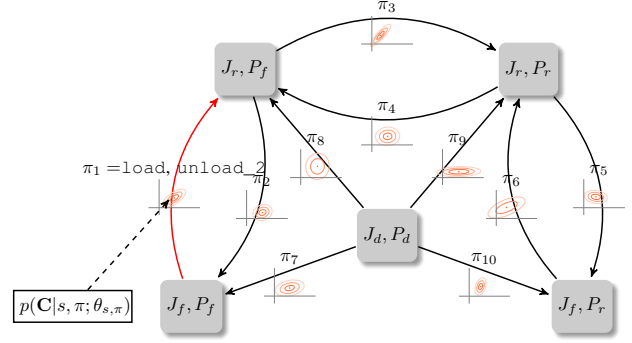 π₃
J_r, P_f
J_r, P_r
π₄
π₈
π₉
π₁ =load, unload_2
π₂
π₆
π₅
J_d, P_d
π₇
π₁₀
p(C|s, π; θ_{s,π})
J_f, P_f
J_f, P_r